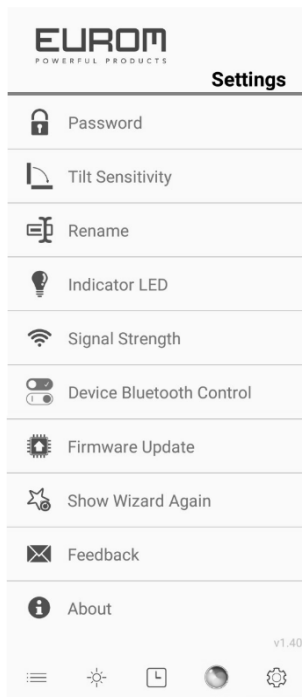 EUROM
POWERFUL PRODUCTS
Settings
Password
Tilt Sensitivity
Rename
Indicator LED
Signal Strength
Device Bluetooth Control
Firmware Update
Show Wizard Again
Feedback
About
v1.40